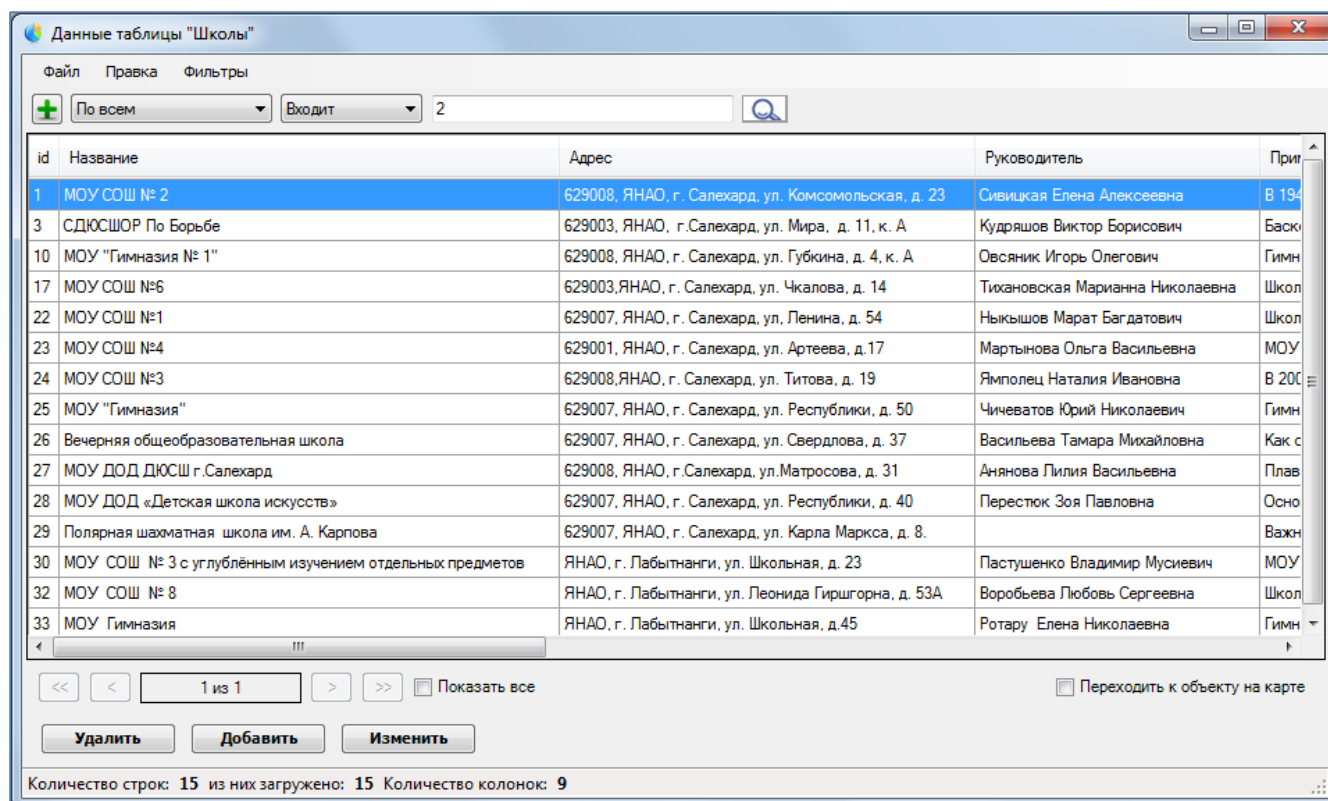 Данные таблицы "Школы"
Файл Правка Фильтры
По всем Входит 2
id Название Адрес Руководитель Прим
1 МОУ СОШ № 2 629008, ЯНАО, г. Салехард, ул. Комсомольская, д. 23 Сивицкая Елена Алексеевна В 194
3 СДЮСШОР По Борьбе 629003, ЯНАО, г.Салехард, ул. Мира, д. 11, к. А Кудряшов Виктор Борисович Баск
10 МОУ "Гимназия № 1" 629008, ЯНАО, г. Салехард, ул. Губкина, д. 4, к. А Овсяник Игорь Олегович Гимн
17 МОУ СОШ №6 629003,ЯНАО, г. Салехард, ул. Чкалова, д. 14 Тихановская Марианна Николаевна Школ
22 МОУ СОШ №1 629007, ЯНАО, г. Салехард, ул, Ленина, д. 54 Ныкышов Марат Багдатович Школ
23 МОУ СОШ №4 629001, ЯНАО, г. Салехард, ул. Артеева, д.17 Мартынова Ольга Васильевна МОУ
24 МОУ СОШ №3 629008,ЯНАО, г. Салехард, ул. Титова, д. 19 Ямполец Наталия Ивановна В 200
25 МОУ "Гимназия" 629007, ЯНАО, г. Салехард, ул. Республики, д. 50 Чичеватов Юрий Николаевич Гимн
26 Вечерняя общеобразовательная школа 629007, ЯНАО, г. Салехард, ул. Свердлова, д. 37 Васильева Тамара Михайловна Как с
27 МОУ ДОД ДЮСШ г.Салехард 629008, ЯНАО, г. Салехард, ул.Матросова, д. 31 Анянова Лилия Васильевна Плав
28 МОУ ДОД «Детская школа искусств» 629007, ЯНАО, г. Салехард, ул. Республики, д. 40 Перестюк Зоя Павловна Осно
29 Полярная шахматная школа им. А. Карпова 629007, ЯНАО, г. Салехард, ул. Карла Маркса, д. 8. Важн
30 МОУ СОШ № 3 с углублённым изучением отдельных предметов ЯНАО, г. Лабытнанги, ул. Школьная, д. 23 Пастушенко Владимир Мусиевич МОУ
32 МОУ СОШ № 8 ЯНАО, г. Лабытнанги, ул. Леонида Гиршгорна, д. 53А Воробьева Любовь Сергеевна Школ
33 МОУ Гимназия ЯНАО, г. Лабытнанги, ул. Школьная, д.45 Ротару Елена Николаевна Гимн
<< < 1 из 1 > >> Показать все Переходить к объекту на карте
Удалить Добавить Изменить
Количество строк: 15 из них загружено: 15 Количество колонок: 9